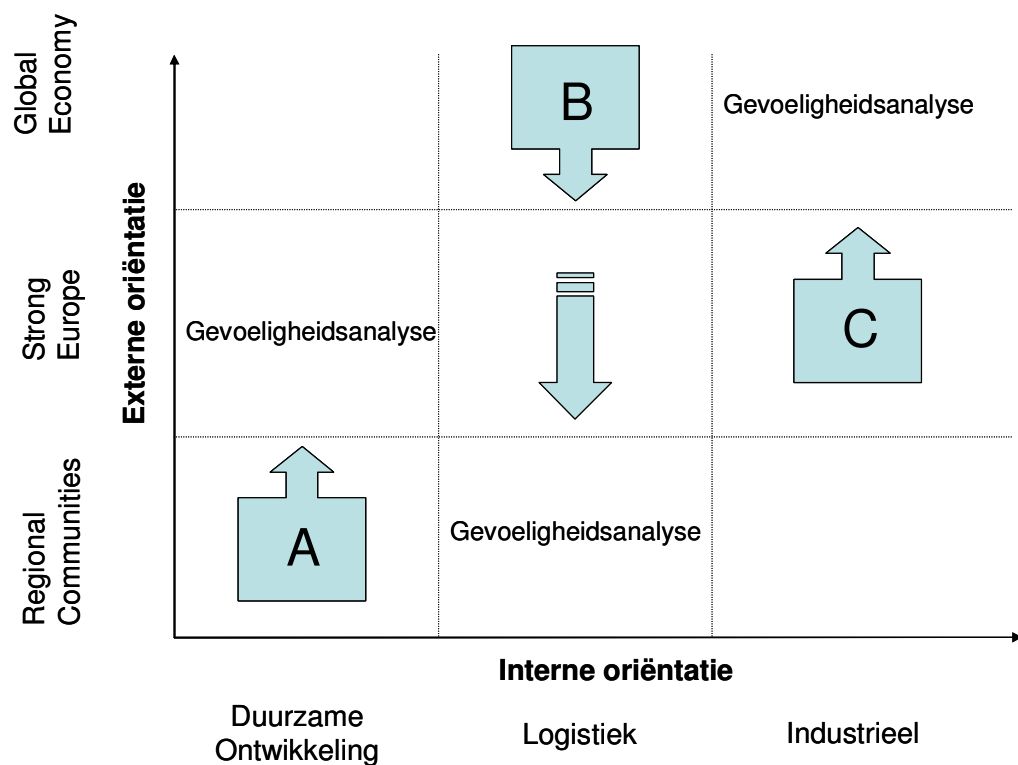 Global
Economy
B
Gevoeligheidsanalyse
Externe oriëntatie
Strong
Europe
Gevoeligheidsanalyse
C
Regional
Communities
A
Gevoeligheidsanalyse
Interne oriëntatie
Duurzame
Ontwikkeling
Logistiek
Industrieel